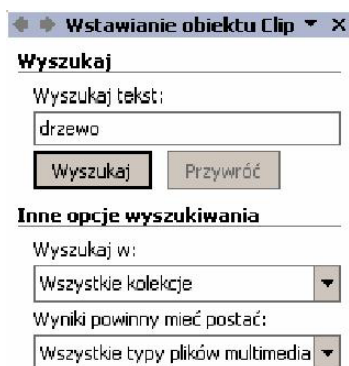 Wstawianie obiektu Clip
Wyszukaj
Wyszukaj tekst:
drzewo
Wyszukaj Przywróć
Inne opcje wyszukiwania
Wyszukaj w:
Wszystkie kolekcje
Wyniki powinny mieć postać:
Wszystkie typy plików multimedia